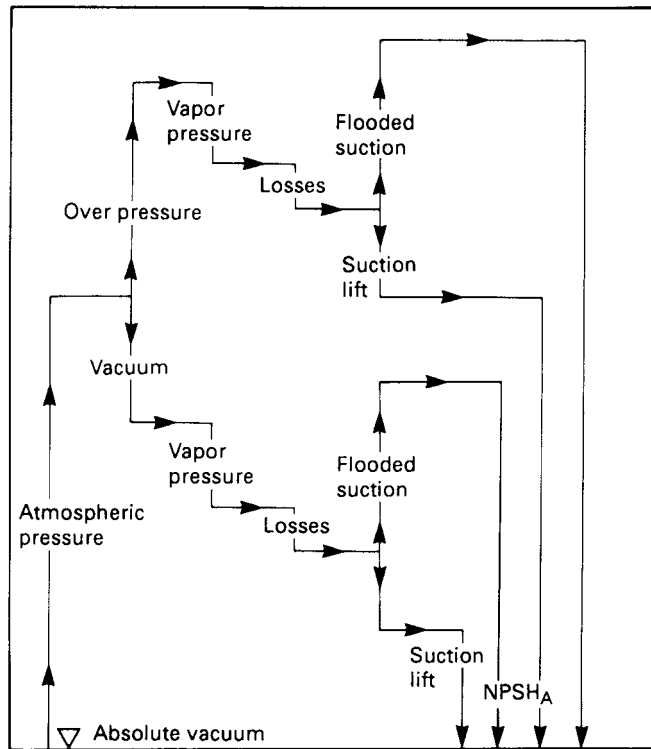 Vapor
pressure
Flooded
suction
Losses
Over pressure
Suction
lift
Vacuum
Vapor
pressure
Flooded
suction
Losses
Atmospheric
pressure
Suction
lift
NPSHA
Absolute vacuum